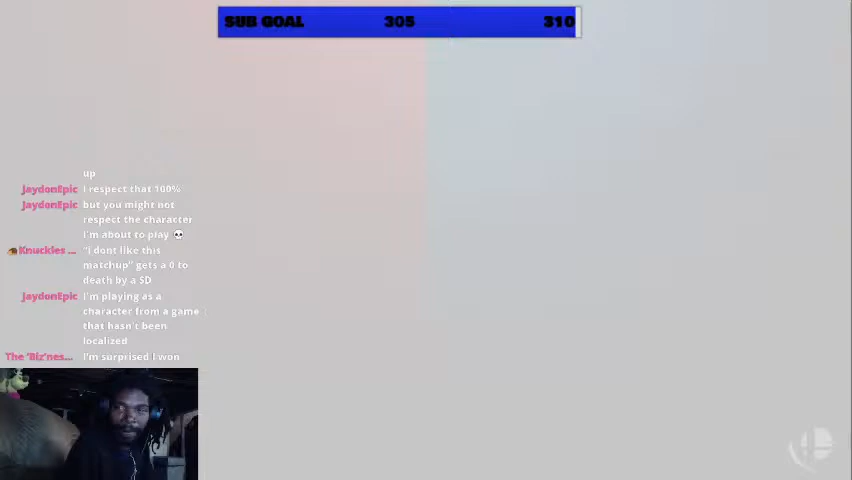 SUB GOAL 305 310
up
JaydonEpic I respect that 100%
JaydonEpic but you might not
respect the character
I'm about to play 💀
Knuckles ... "i dont like this
matchup" gets a 0 to
death by a SD
JaydonEpic I'm playing as a
character from a game
that hasn't been
localized
The 'Biz'nes... I'm surprised I won